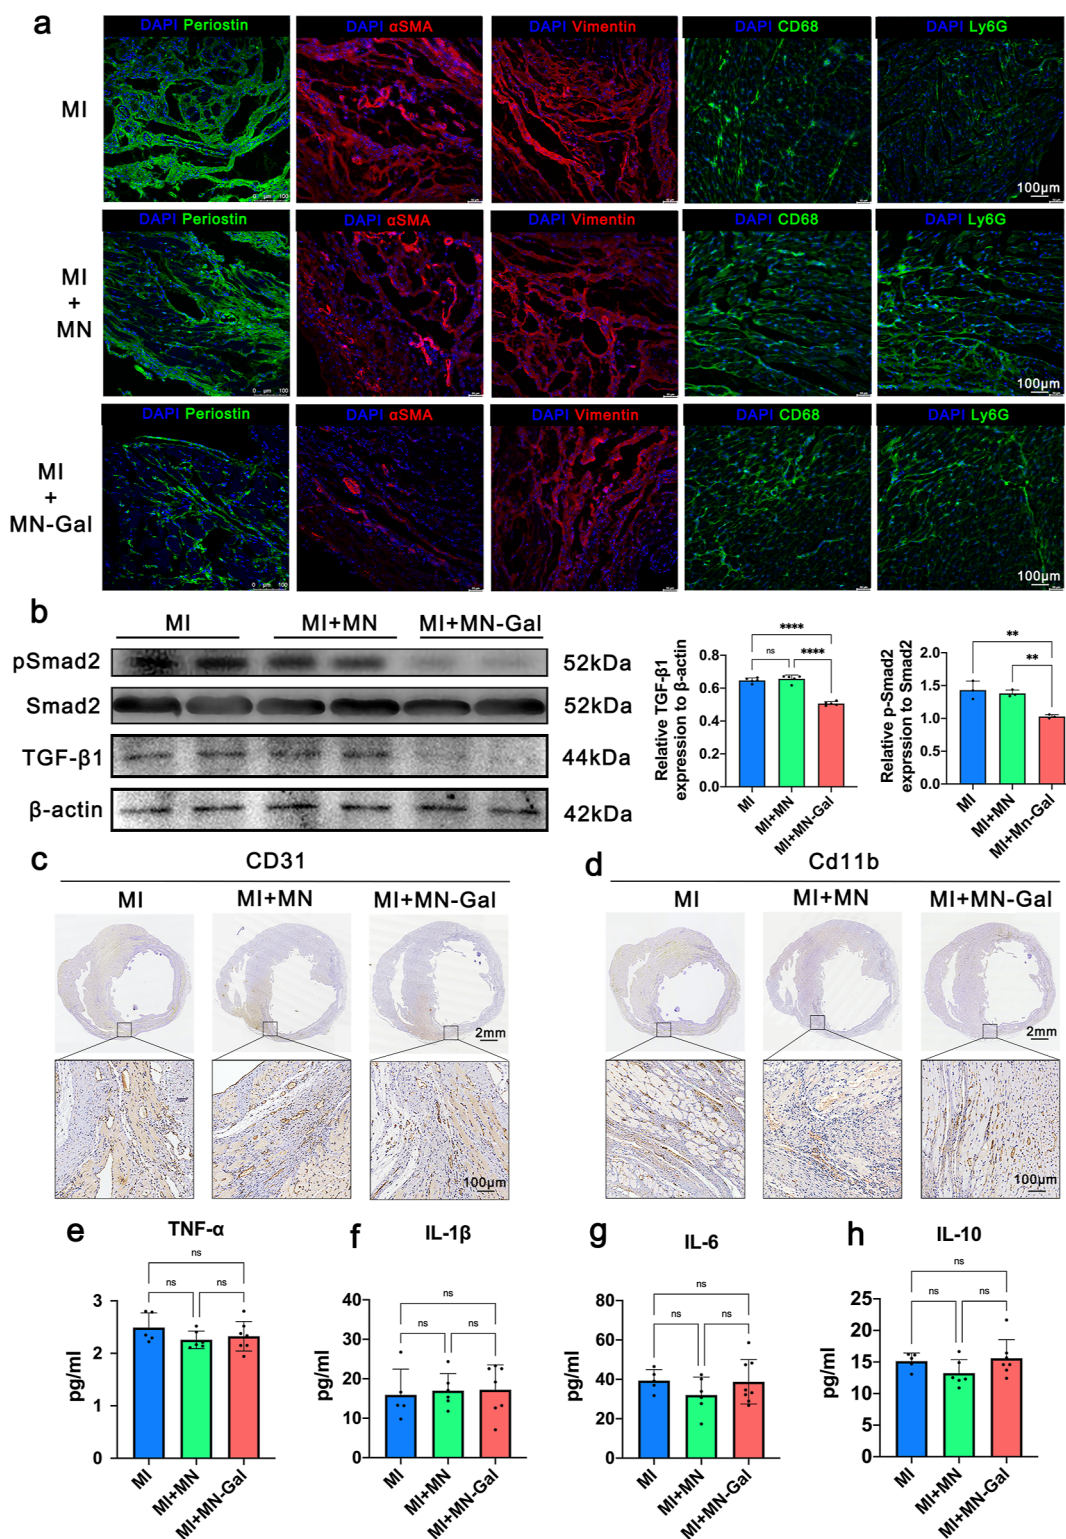 a
DAPI Periostin
DAPI αSMA
DAPI Vimentin
DAPI CD68
DAPI Ly6G
MI
0 µm 100
100µm
DAPI Periostin
DAPI αSMA
DAPI Vimentin
DAPI CD68
DAPI Ly6G
MI
+
MN
0 µm 100
100µm
DAPI Periostin
DAPI αSMA
DAPI Vimentin
DAPI CD68
DAPI Ly6G
MI
+
MN-Gal
0 µm 100
100µm
b
MI MI+MN MI+MN-Gal
pSmad2 52kDa
Smad2 52kDa
TGF-β1 44kDa
β-actin 42kDa
Relative TGF-β1
expression to β-actin
0.8
0.6
0.4
0.2
0.0
****
ns
****
MI
MI+MN
MI+MN-Gal
Relative p-Smad2
exprssion to Smad2
2.0
1.5
1.0
0.5
0.0
**
**
MI
MI+MN
MI+Mn-Gal
c
CD31
MI MI+MN MI+MN-Gal
2mm
100µm
d
Cd11b
MI MI+MN MI+MN-Gal
2mm
100µm
e
TNF-α
ns
ns ns
pg/ml
3
2
1
0
MI
MI+MN
MI+MN-Gal
f
IL-1β
ns
ns ns
pg/ml
40
30
20
10
0
MI
MI+MN
MI+MN-Gal
g
IL-6
ns
ns ns
pg/ml
80
60
40
20
0
MI
MI+MN
MI+MN-Gal
h
IL-10
ns
ns ns
pg/ml
25
20
15
10
5
0
MI
MI+MN
MI+MN-Gal